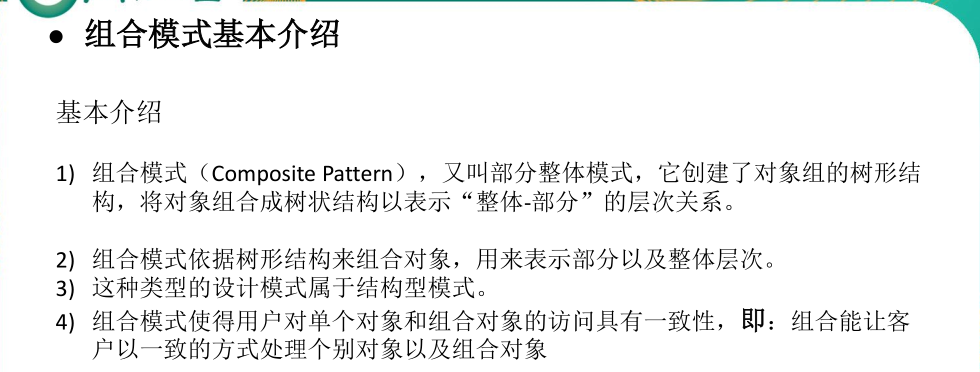 ● 组合模式基本介绍
基本介绍
1) 组合模式（Composite Pattern），又叫部分整体模式，它创建了对象组的树形结
构，将对象组合成树状结构以表示“整体-部分”的层次关系。
2) 组合模式依据树形结构来组合对象，用来表示部分以及整体层次。
3) 这种类型的设计模式属于结构型模式。
4) 组合模式使得用户对单个对象和组合对象的访问具有一致性，即：组合能让客
户以一致的方式处理个别对象以及组合对象